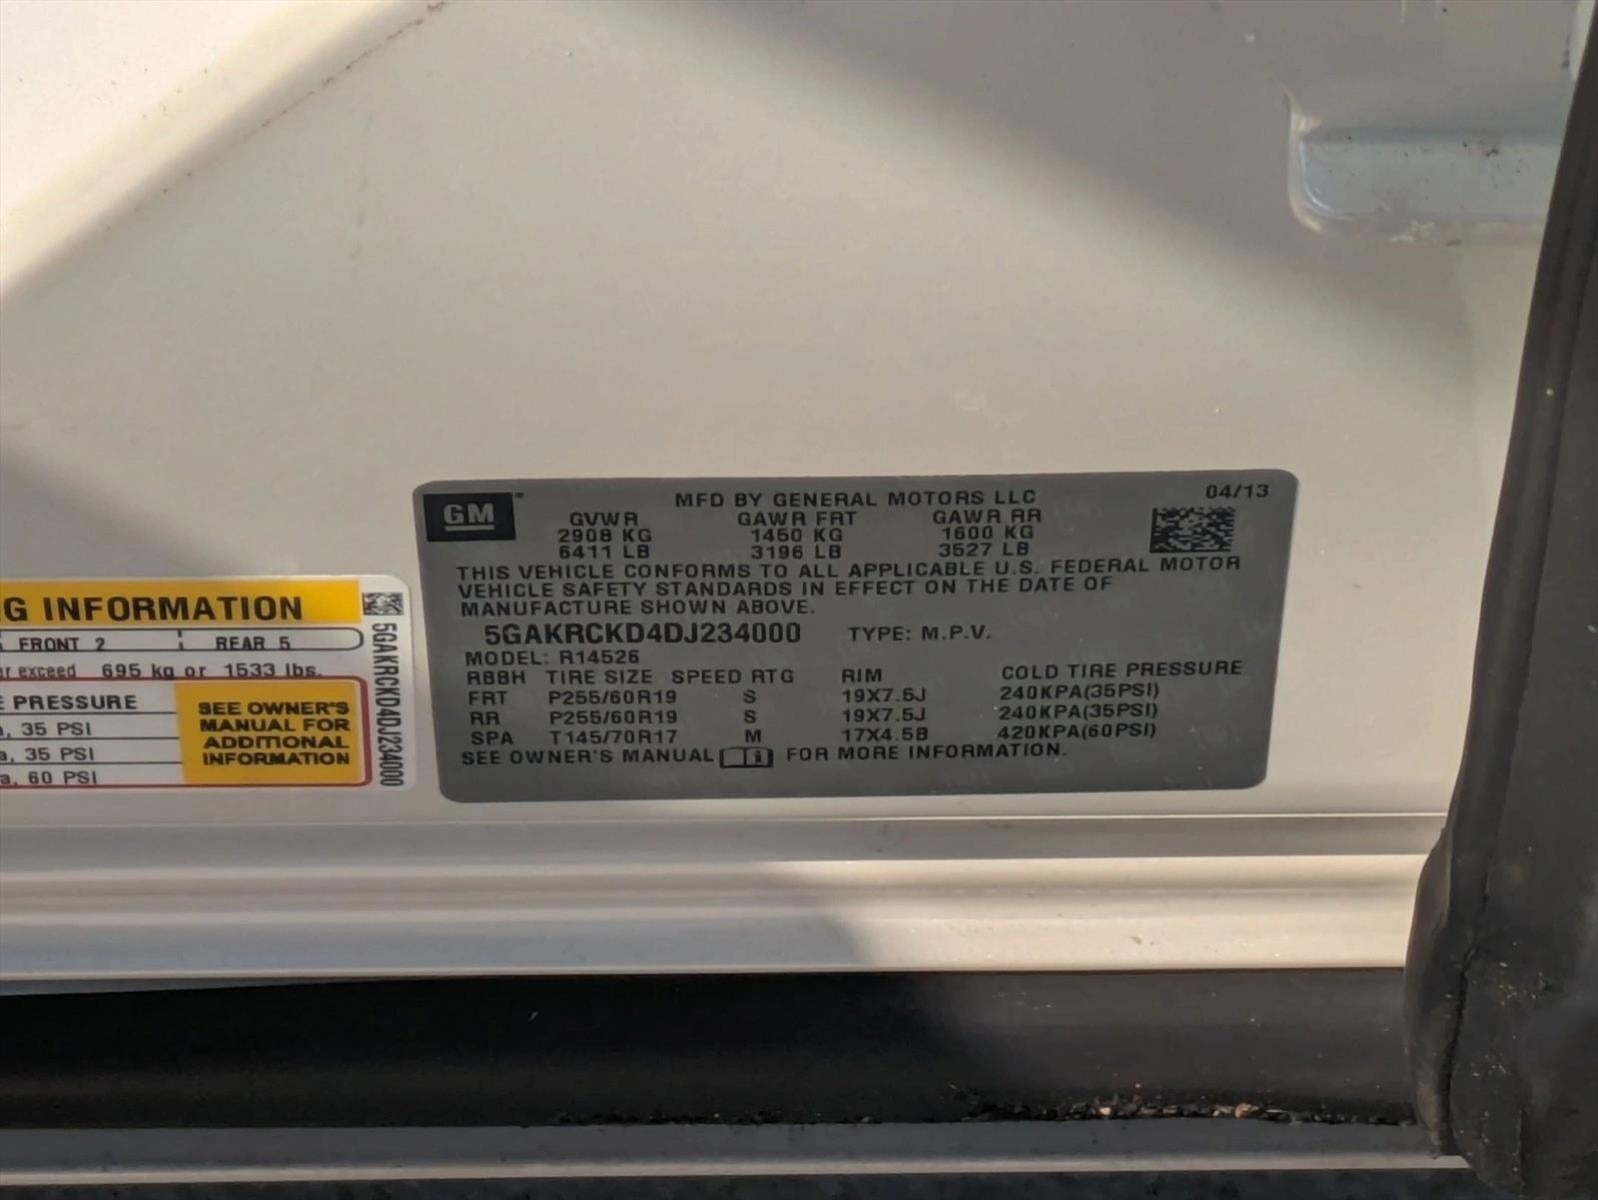 GM
MFD BY GENERAL MOTORS LLC
04/13
GVWR GAWR FRT GAWR RR
2908 KG 1450 KG 1600 KG
6411 LB 3196 LB 3527 LB
THIS VEHICLE CONFORMS TO ALL APPLICABLE U.S. FEDERAL MOTOR
VEHICLE SAFETY STANDARDS IN EFFECT ON THE DATE OF
MANUFACTURE SHOWN ABOVE.
5GAKRCKD4DJ234000 TYPE: M.P.V.
MODEL: R14526
RBBH TIRE SIZE SPEED RTG RIM COLD TIRE PRESSURE
FRT P255/60R19 S 19X7.5J 240KPA(35PSI)
RR P255/60R19 S 19X7.5J 240KPA(35PSI)
SPA T145/70R17 M 17X4.5B 420KPA(60PSI)
SEE OWNER'S MANUAL FOR MORE INFORMATION.
G INFORMATION
FRONT 2 REAR 5
er exceed 695 kg or 1533 lbs.
E PRESSURE
a, 35 PSI
a, 35 PSI
a, 60 PSI
SEE OWNER'S
MANUAL FOR
ADDITIONAL
INFORMATION
5GAKRCKD4DJ234000